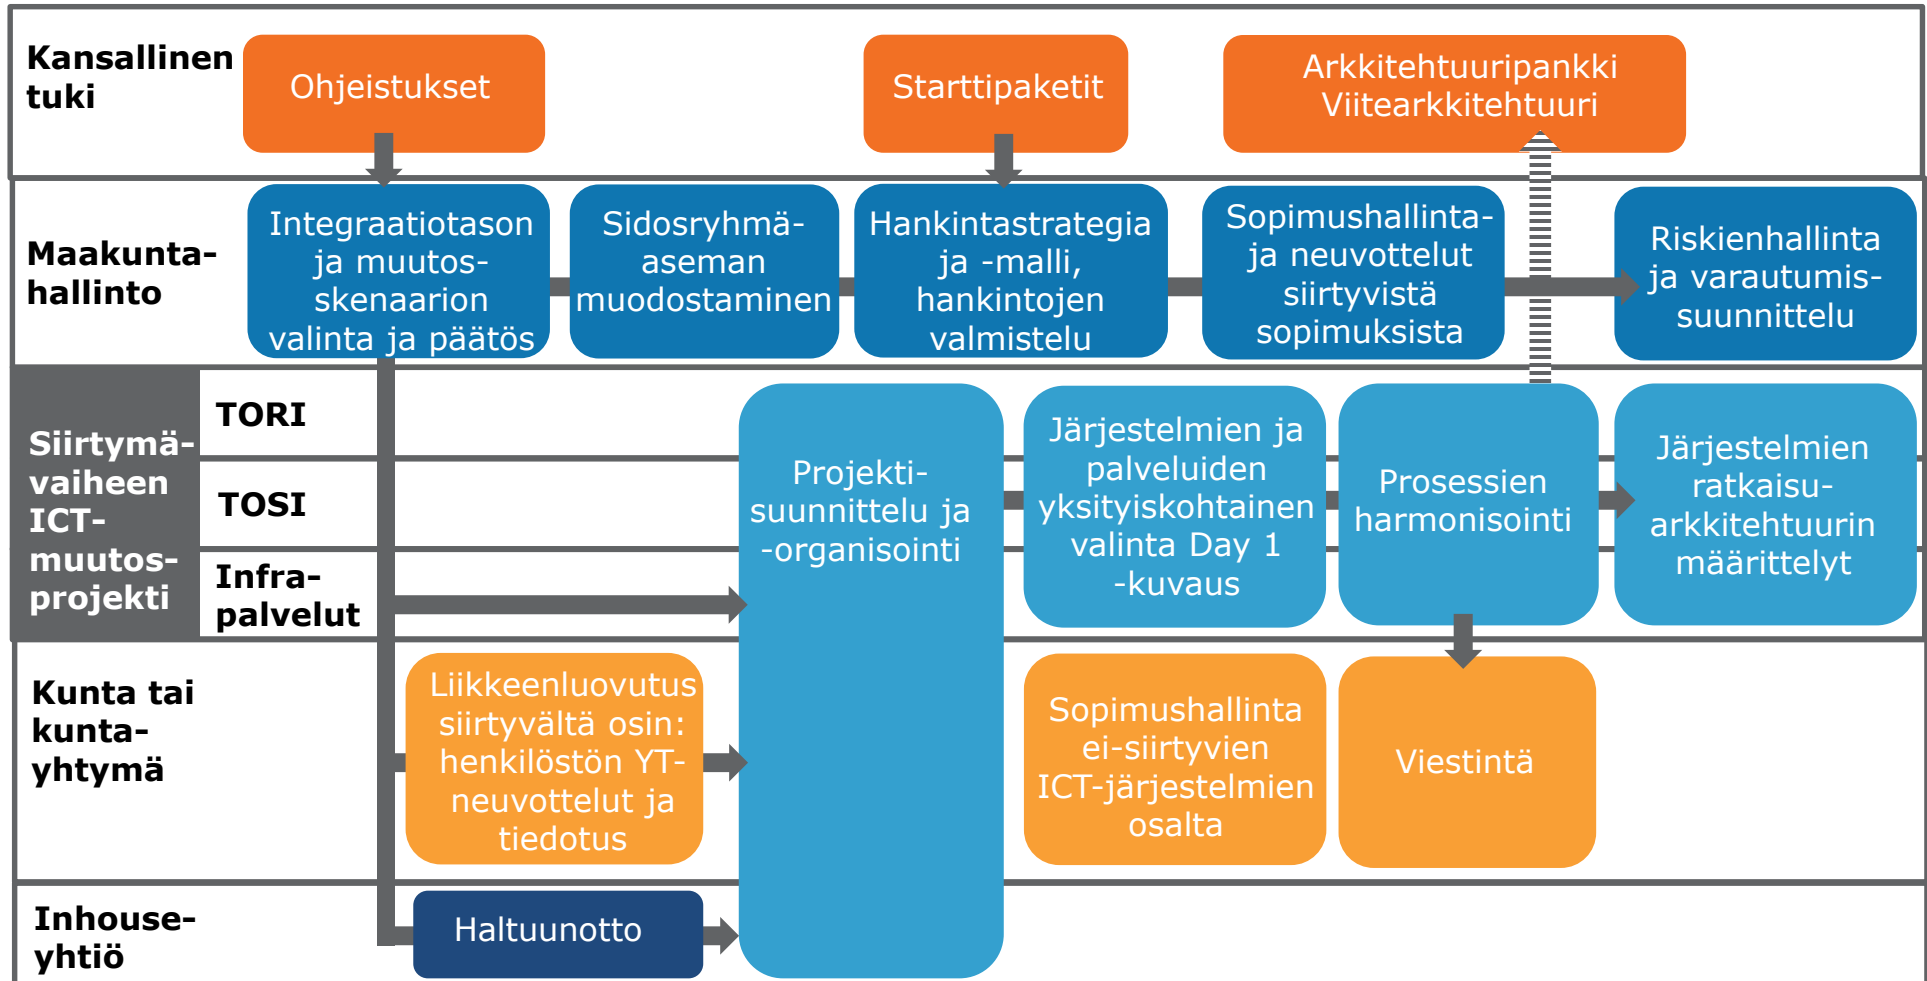 Kansallinen
tuki
Ohjeistukset
Starttipaketit
Arkkitehtuuripankki
Viitearkkitehtuuri
Maakunta-
hallinto
Integraatiotason
ja muutos-
skenaarion
valinta ja päätös
Sidosryhmä-
aseman
muodostaminen
Hankintastrategia
ja -malli,
hankintojen
valmistelu
Sopimushallinta-
ja neuvottelut
siirtyvistä
sopimuksista
Riskienhallinta
ja varautumis-
suunnittelu
Siirtymä-
vaiheen
ICT-
muutos-
projekti
TORI
TOSI
Infra-
palvelut
Projekti-
suunnittelu ja
-organisointi
Järjestelmien ja
palveluiden
yksityiskohtainen
valinta Day 1
-kuvaus
Prosessien
harmonisointi
Järjestelmien
ratkaisu-
arkkitehtuurin
määrittelyt
Kunta tai
kunta-
yhtymä
Liikkeenluovutus
siirtyvältä osin:
henkilöstön YT-
neuvottelut ja
tiedotus
Sopimushallinta
ei-siirtyvien
ICT-järjestelmien
osalta
Viestintä
Inhouse-
yhtiö
Haltuunotto